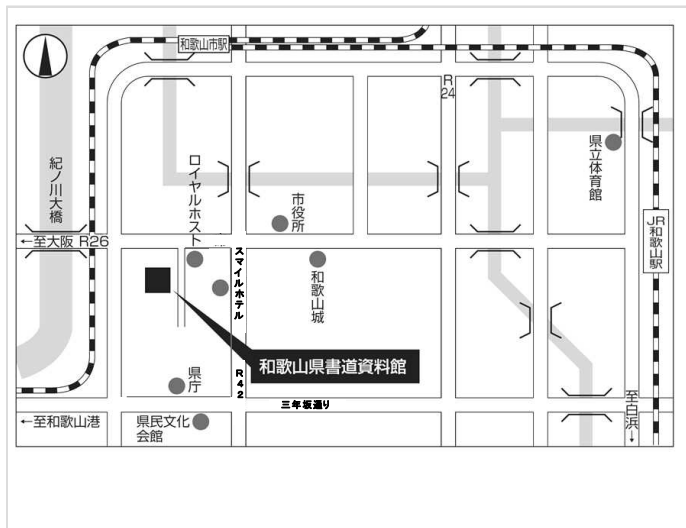 和歌山市駅
R
24
県立体育館
紀ノ川大橋
ロイヤルホスト
市役所
JR和歌山駅
←至大阪 R26
スマイルホテル
和歌山城
和歌山県書道資料館
県庁
R42
三年坂通り
至白浜→
←至和歌山港
県民文化
会館